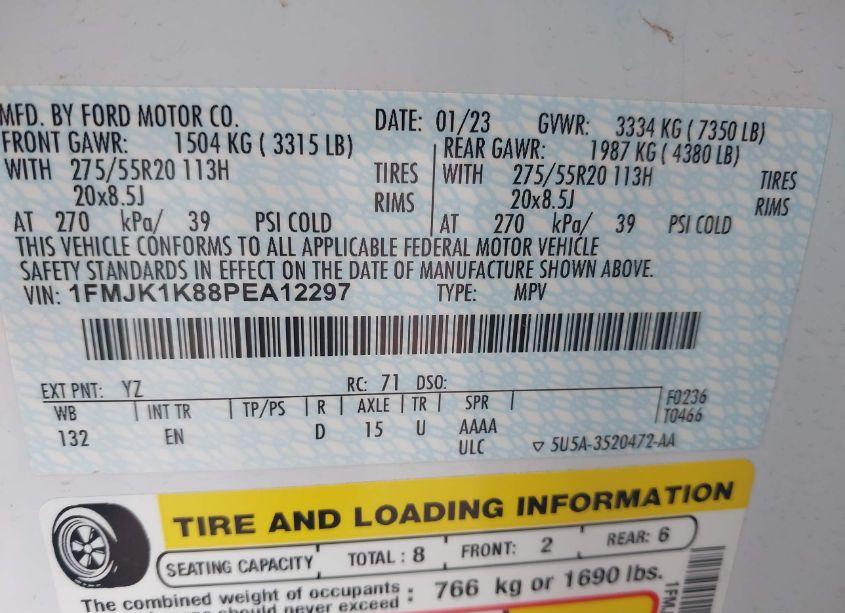 MFD. BY FORD MOTOR CO. DATE: 01/23 GVWR: 3334 KG ( 7350 LB)
FRONT GAWR: 1504 KG ( 3315 LB) REAR GAWR: 1987 KG ( 4380 LB)
WITH 275/55R20 113H TIRES WITH 275/55R20 113H TIRES
20x8.5J RIMS 20x8.5J RIMS
AT 270 kPa/ 39 PSI COLD AT 270 kPa/ 39 PSI COLD
THIS VEHICLE CONFORMS TO ALL APPLICABLE FEDERAL MOTOR VEHICLE
SAFETY STANDARDS IN EFFECT ON THE DATE OF MANUFACTURE SHOWN ABOVE.
VIN: 1FMJK1K88PEA12297 TYPE: MPV
EXT PNT: YZ RC: 71 DSO:
WB INT TR TP/PS R AXLE TR SPR F0236
T0466
132 EN D 15 U AAAA
ULC ▽ 5U5A-3520472-AA
TIRE AND LOADING INFORMATION
SEATING CAPACITY TOTAL : 8 FRONT: 2 REAR: 6
The combined weight of occupants : 766 kg or 1690 lbs.
should never exceed